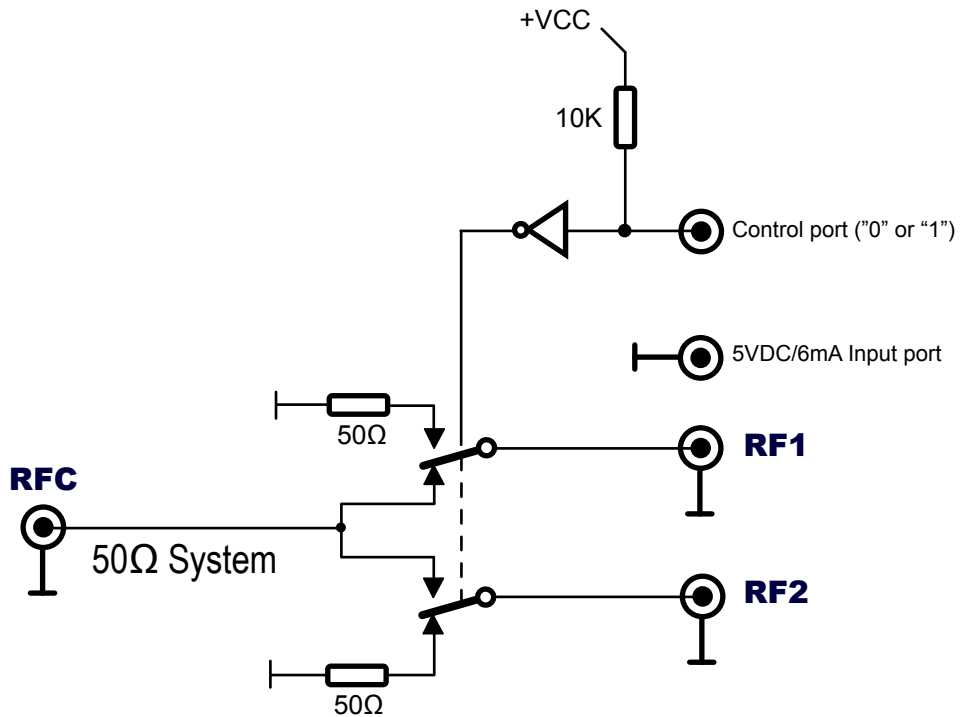 +VCC
10K
Control port (”0” or “1”)
5VDC/6mA Input port
50Ω
RF1
RFC
50Ω System
RF2
50Ω